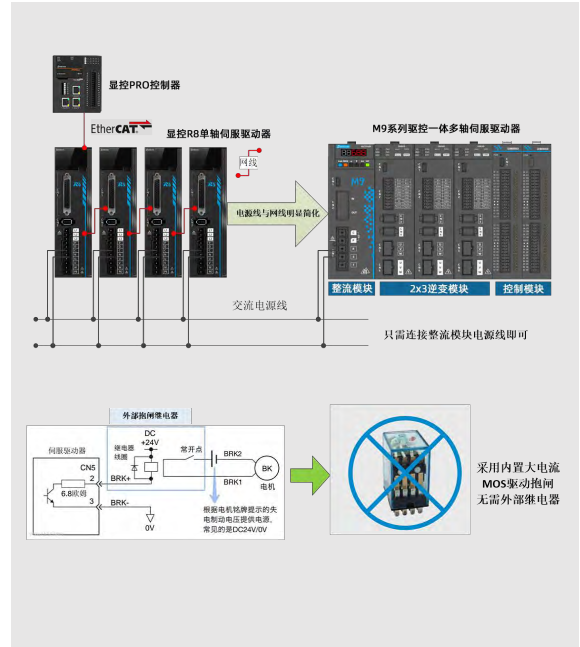 显控PRO控制器
EtherCAT
显控R8单轴伺服驱动器
网线
M9系列驱控一体多轴伺服驱动器
M9
R8
R8
R8
R8
电源线与网线明显简化
整流模块
2x3逆变模块
控制模块
交流电源线
只需连接整流模块电源线即可
外部抱闸继电器
DC
+24V
继电器
线圈
常开点
BRK2
BRK1
BK
电机
伺服驱动器
CN5
2
BRK+
6.8欧姆
3
BRK-
0V
根据电机铭牌提示的失
电制动电压提供电源,
常见的是DC24V/0V
采用内置大电流
MOS驱动抱闸
无需外部继电器